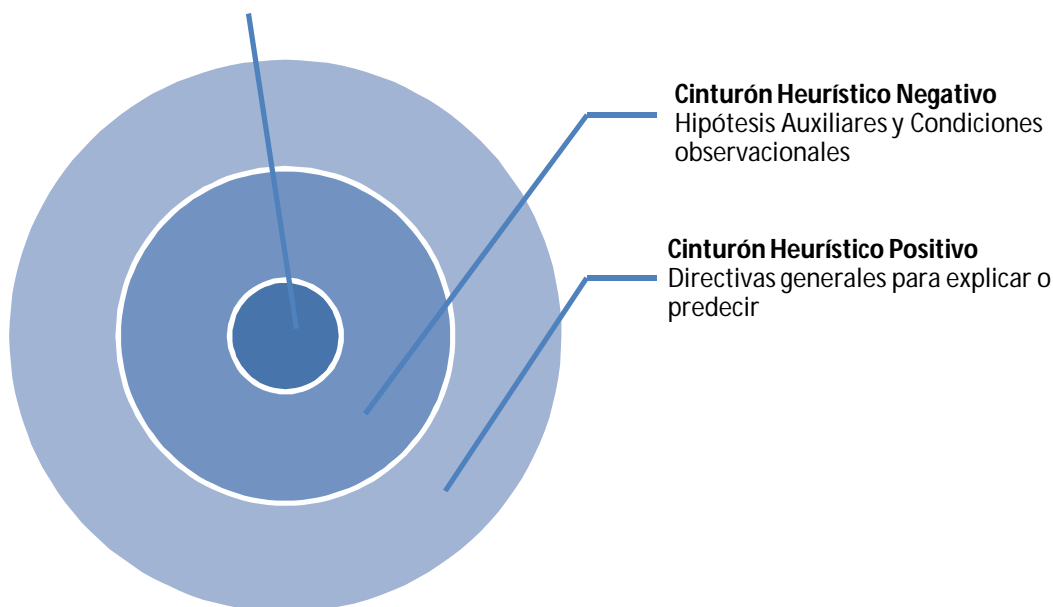 Cinturón Heurístico Negativo
Hipótesis Auxiliares y Condiciones
observacionales
Cinturón Heurístico Positivo
Directivas generales para explicar o
predecir